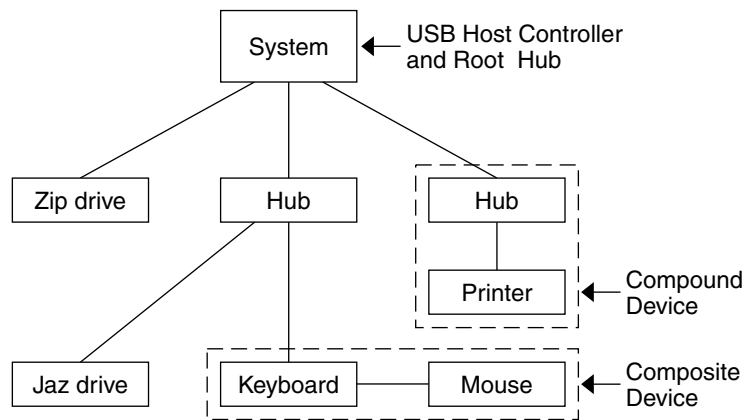 System
USB Host Controller
and Root Hub
Zip drive
Hub
Hub
Printer
Compound
Device
Jaz drive
Keyboard
Mouse
Composite
Device